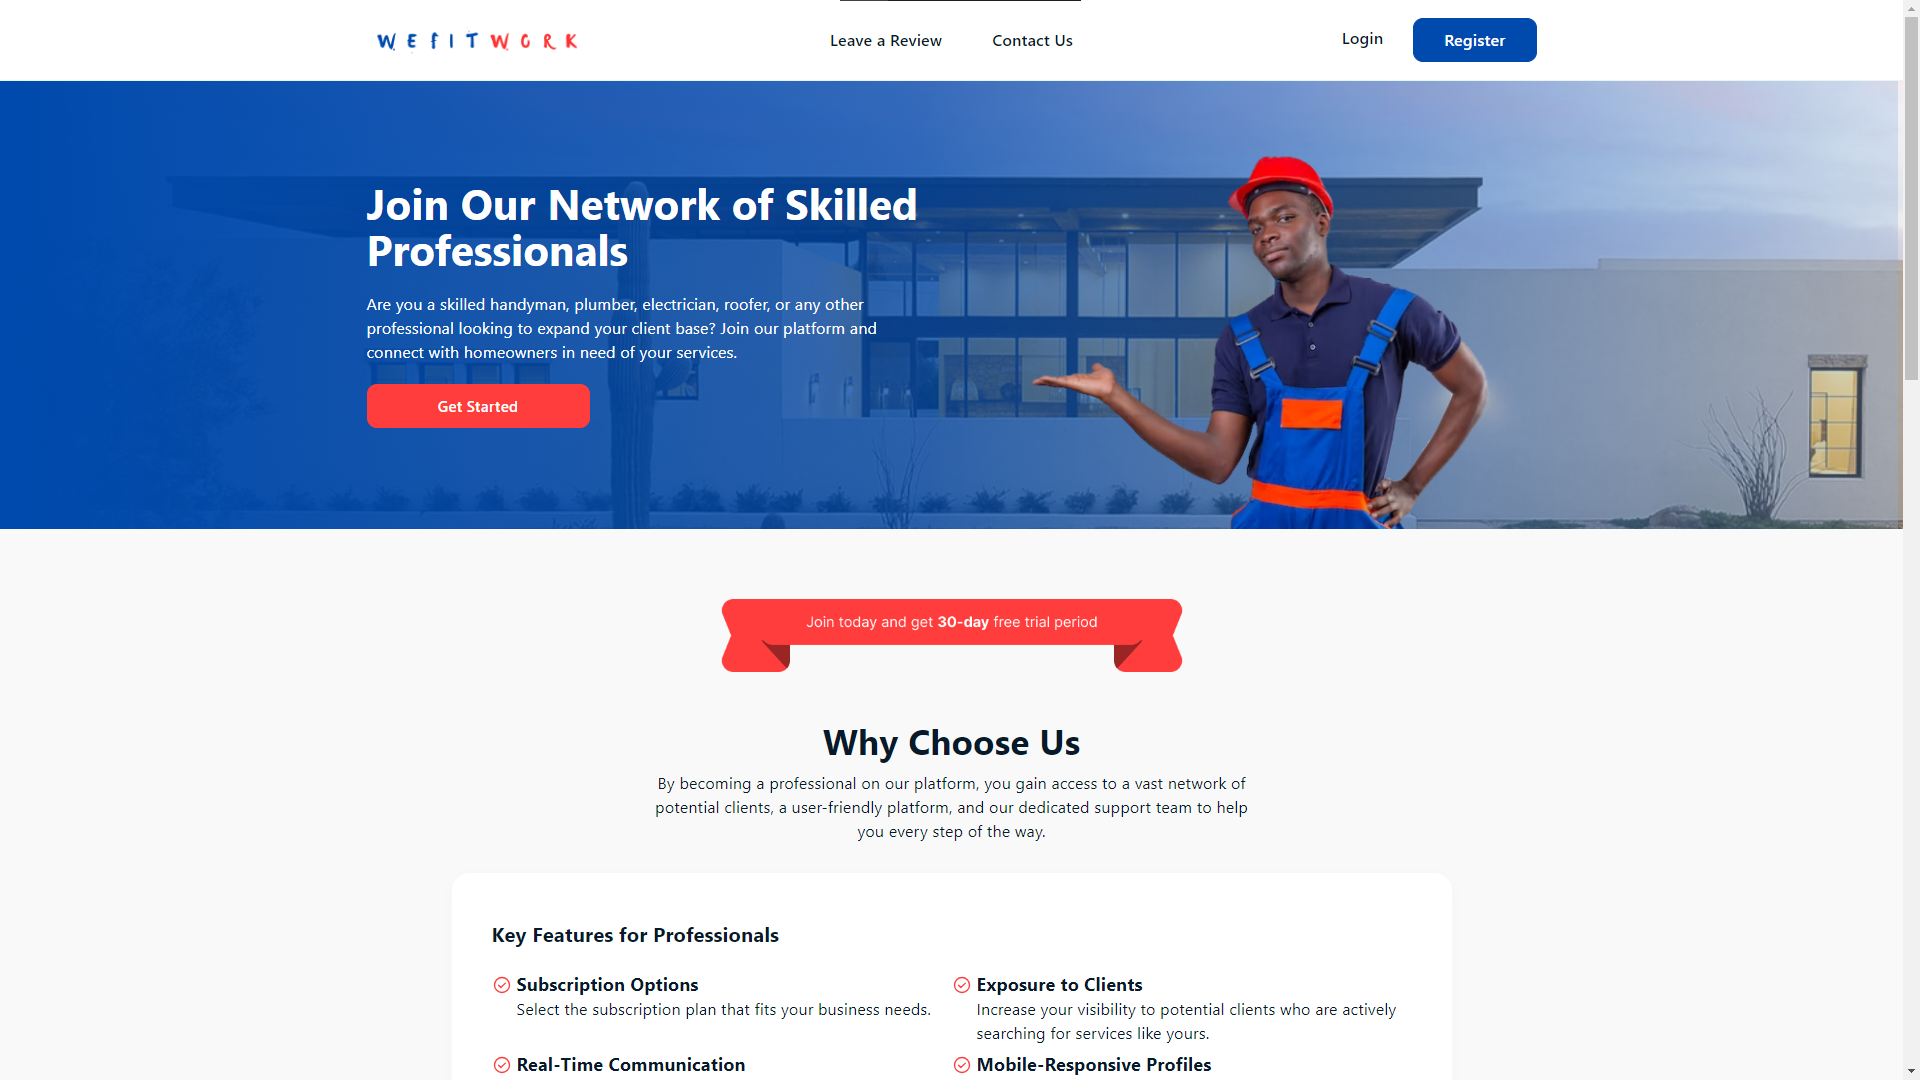 WEFIT WORK
Leave a Review
Contact Us
Login
Register
Join Our Network of Skilled
Professionals
Are you a skilled handyman, plumber, electrician, roofer, or any other
professional looking to expand your client base? Join our platform and
connect with homeowners in need of your services.
Get Started
Join today and get 30-day free trial period
Why Choose Us
By becoming a professional on our platform, you gain access to a vast network of
potential clients, a user-friendly platform, and our dedicated support team to help
you every step of the way.
Key Features for Professionals
Subscription Options
Select the subscription plan that fits your business needs.
Exposure to Clients
Increase your visibility to potential clients who are actively
searching for services like yours.
Real-Time Communication
Mobile-Responsive Profiles